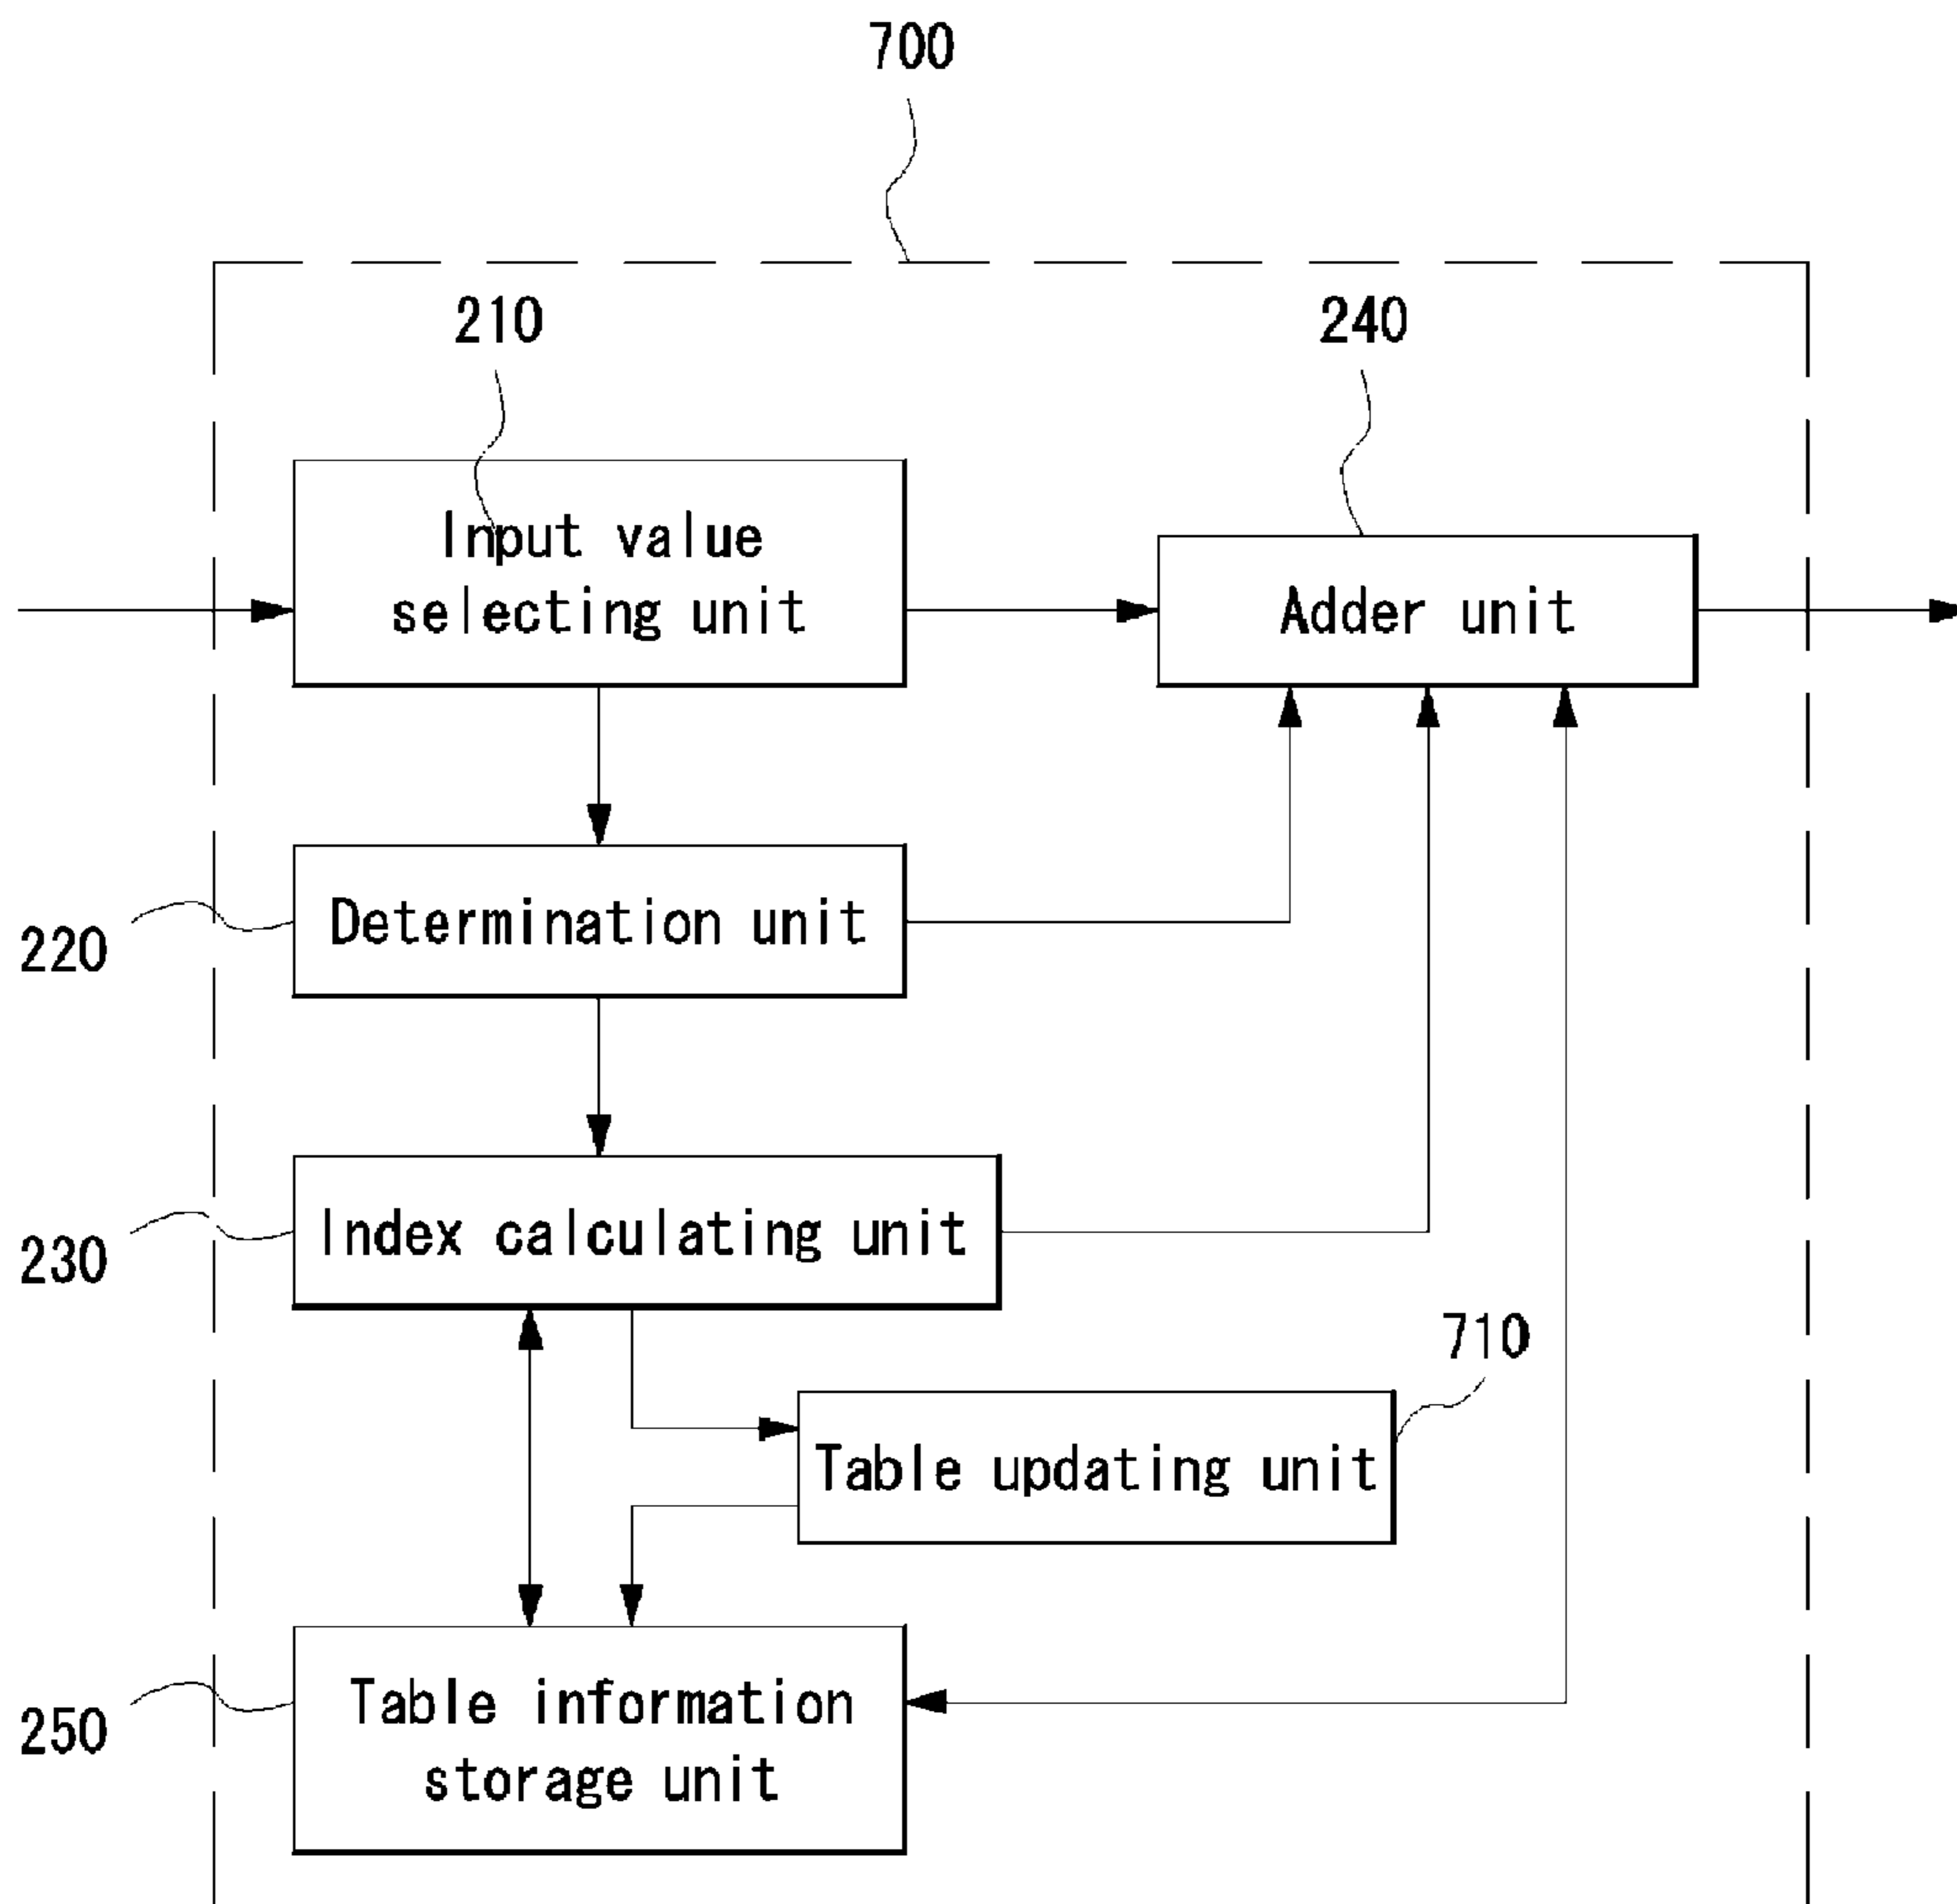 700
210
240
Input value
selecting unit
Adder unit
220
Determination unit
230
Index calculating unit
710
Table updating unit
250
Table information
storage unit